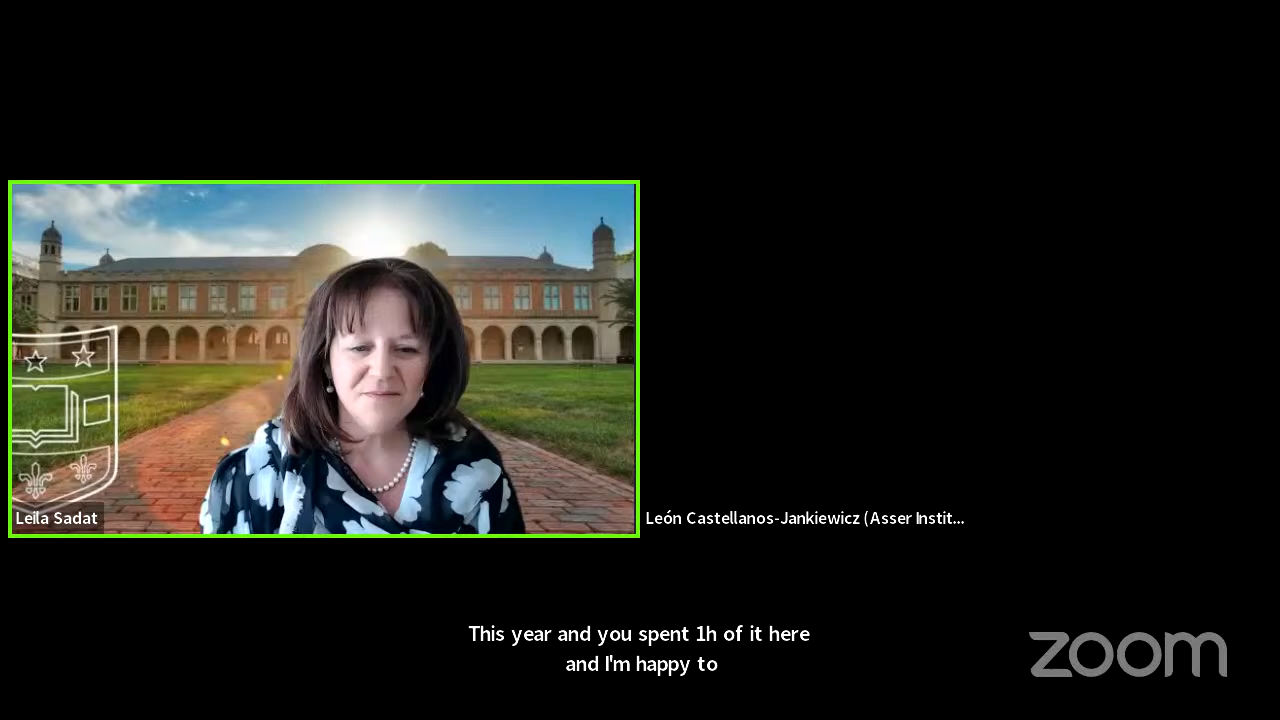 Leila Sadat
León Castellanos-Jankiewicz (Asser Instit...
This year and you spent 1h of it here
and I'm happy to
zoom